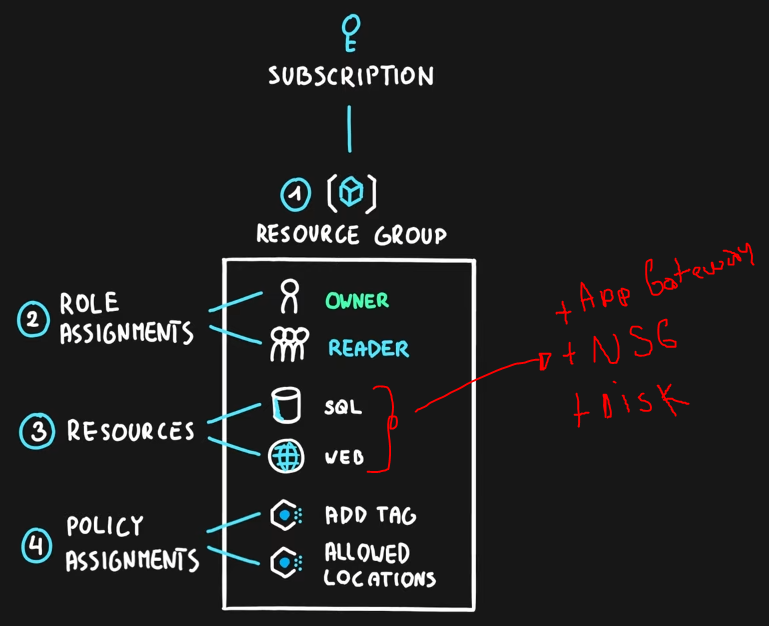 SUBSCRIPTION
1
RESOURCE GROUP
2 ROLE
ASSIGNMENTS
OWNER
READER
3 RESOURCES
SQL
WEB
4 POLICY
ASSIGNMENTS
ADD TAG
ALLOWED
LOCATIONS
+ App Gateway
+ NSG
+ Disk